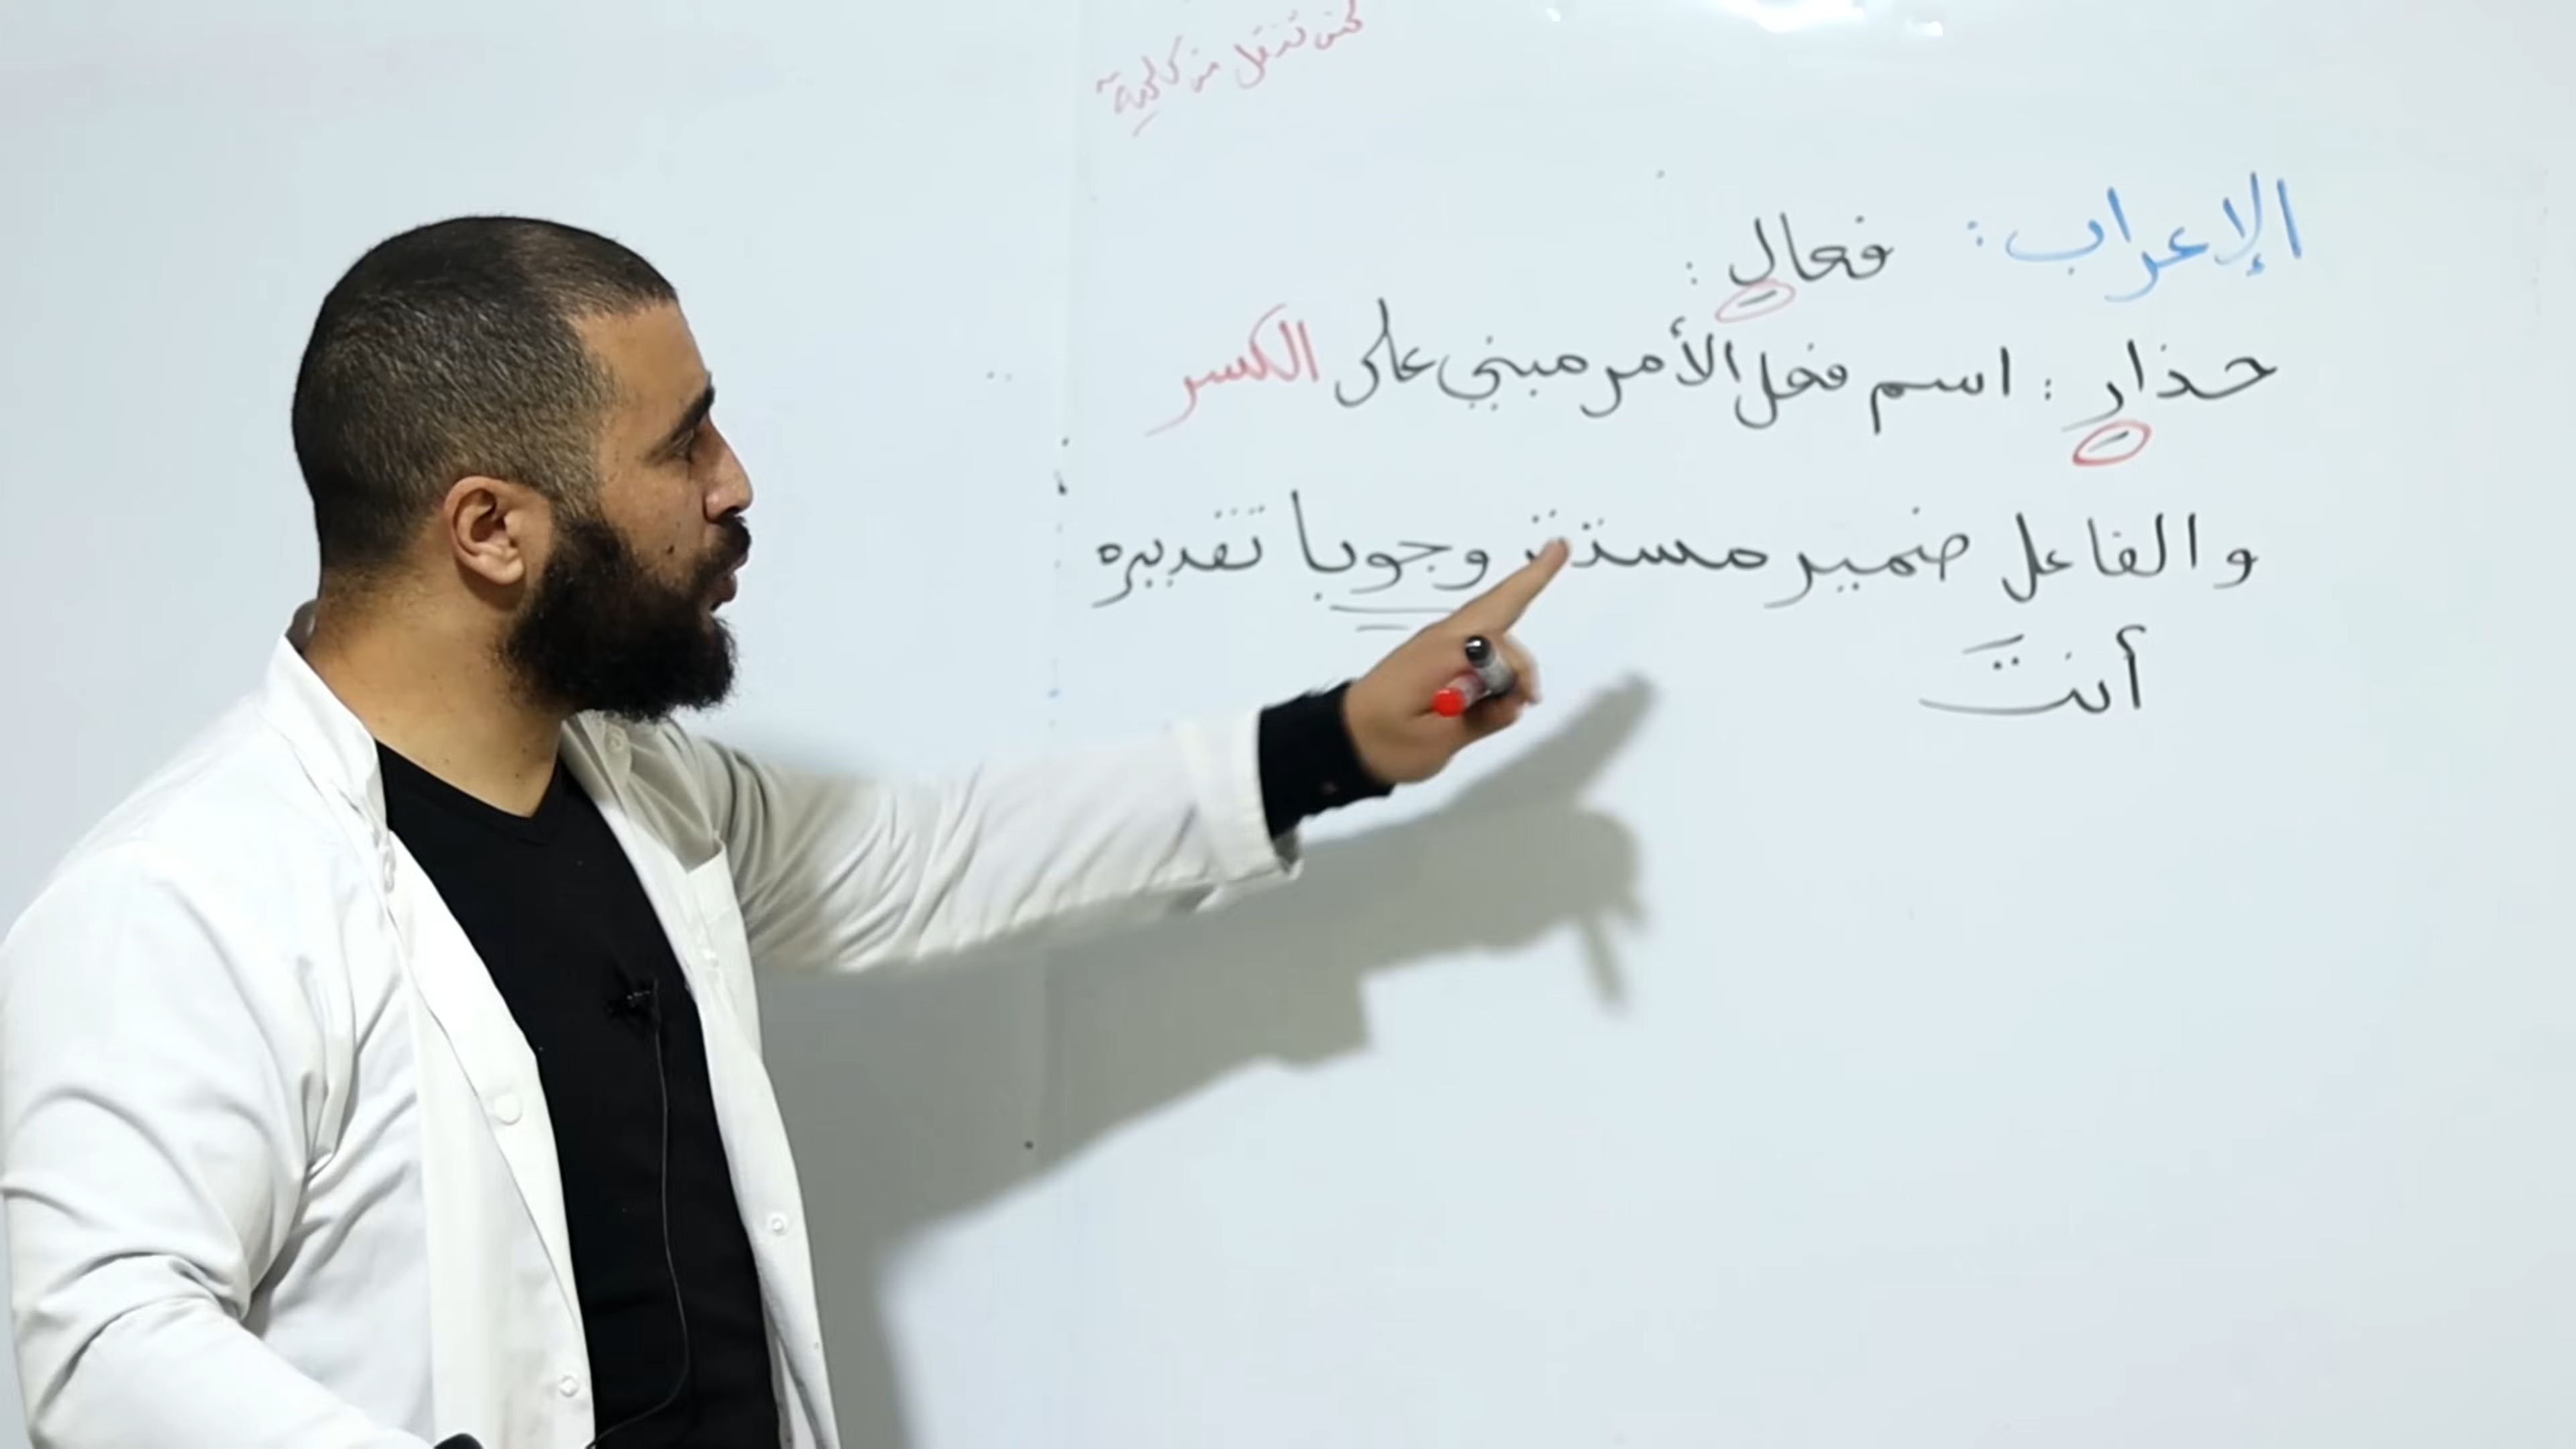 الإعراب : فعالِ :
حذارِ : اسم فعل الأمر مبني على الكسر
والفاعل ضمير مستتر وجوبا تقديره
أنتَ